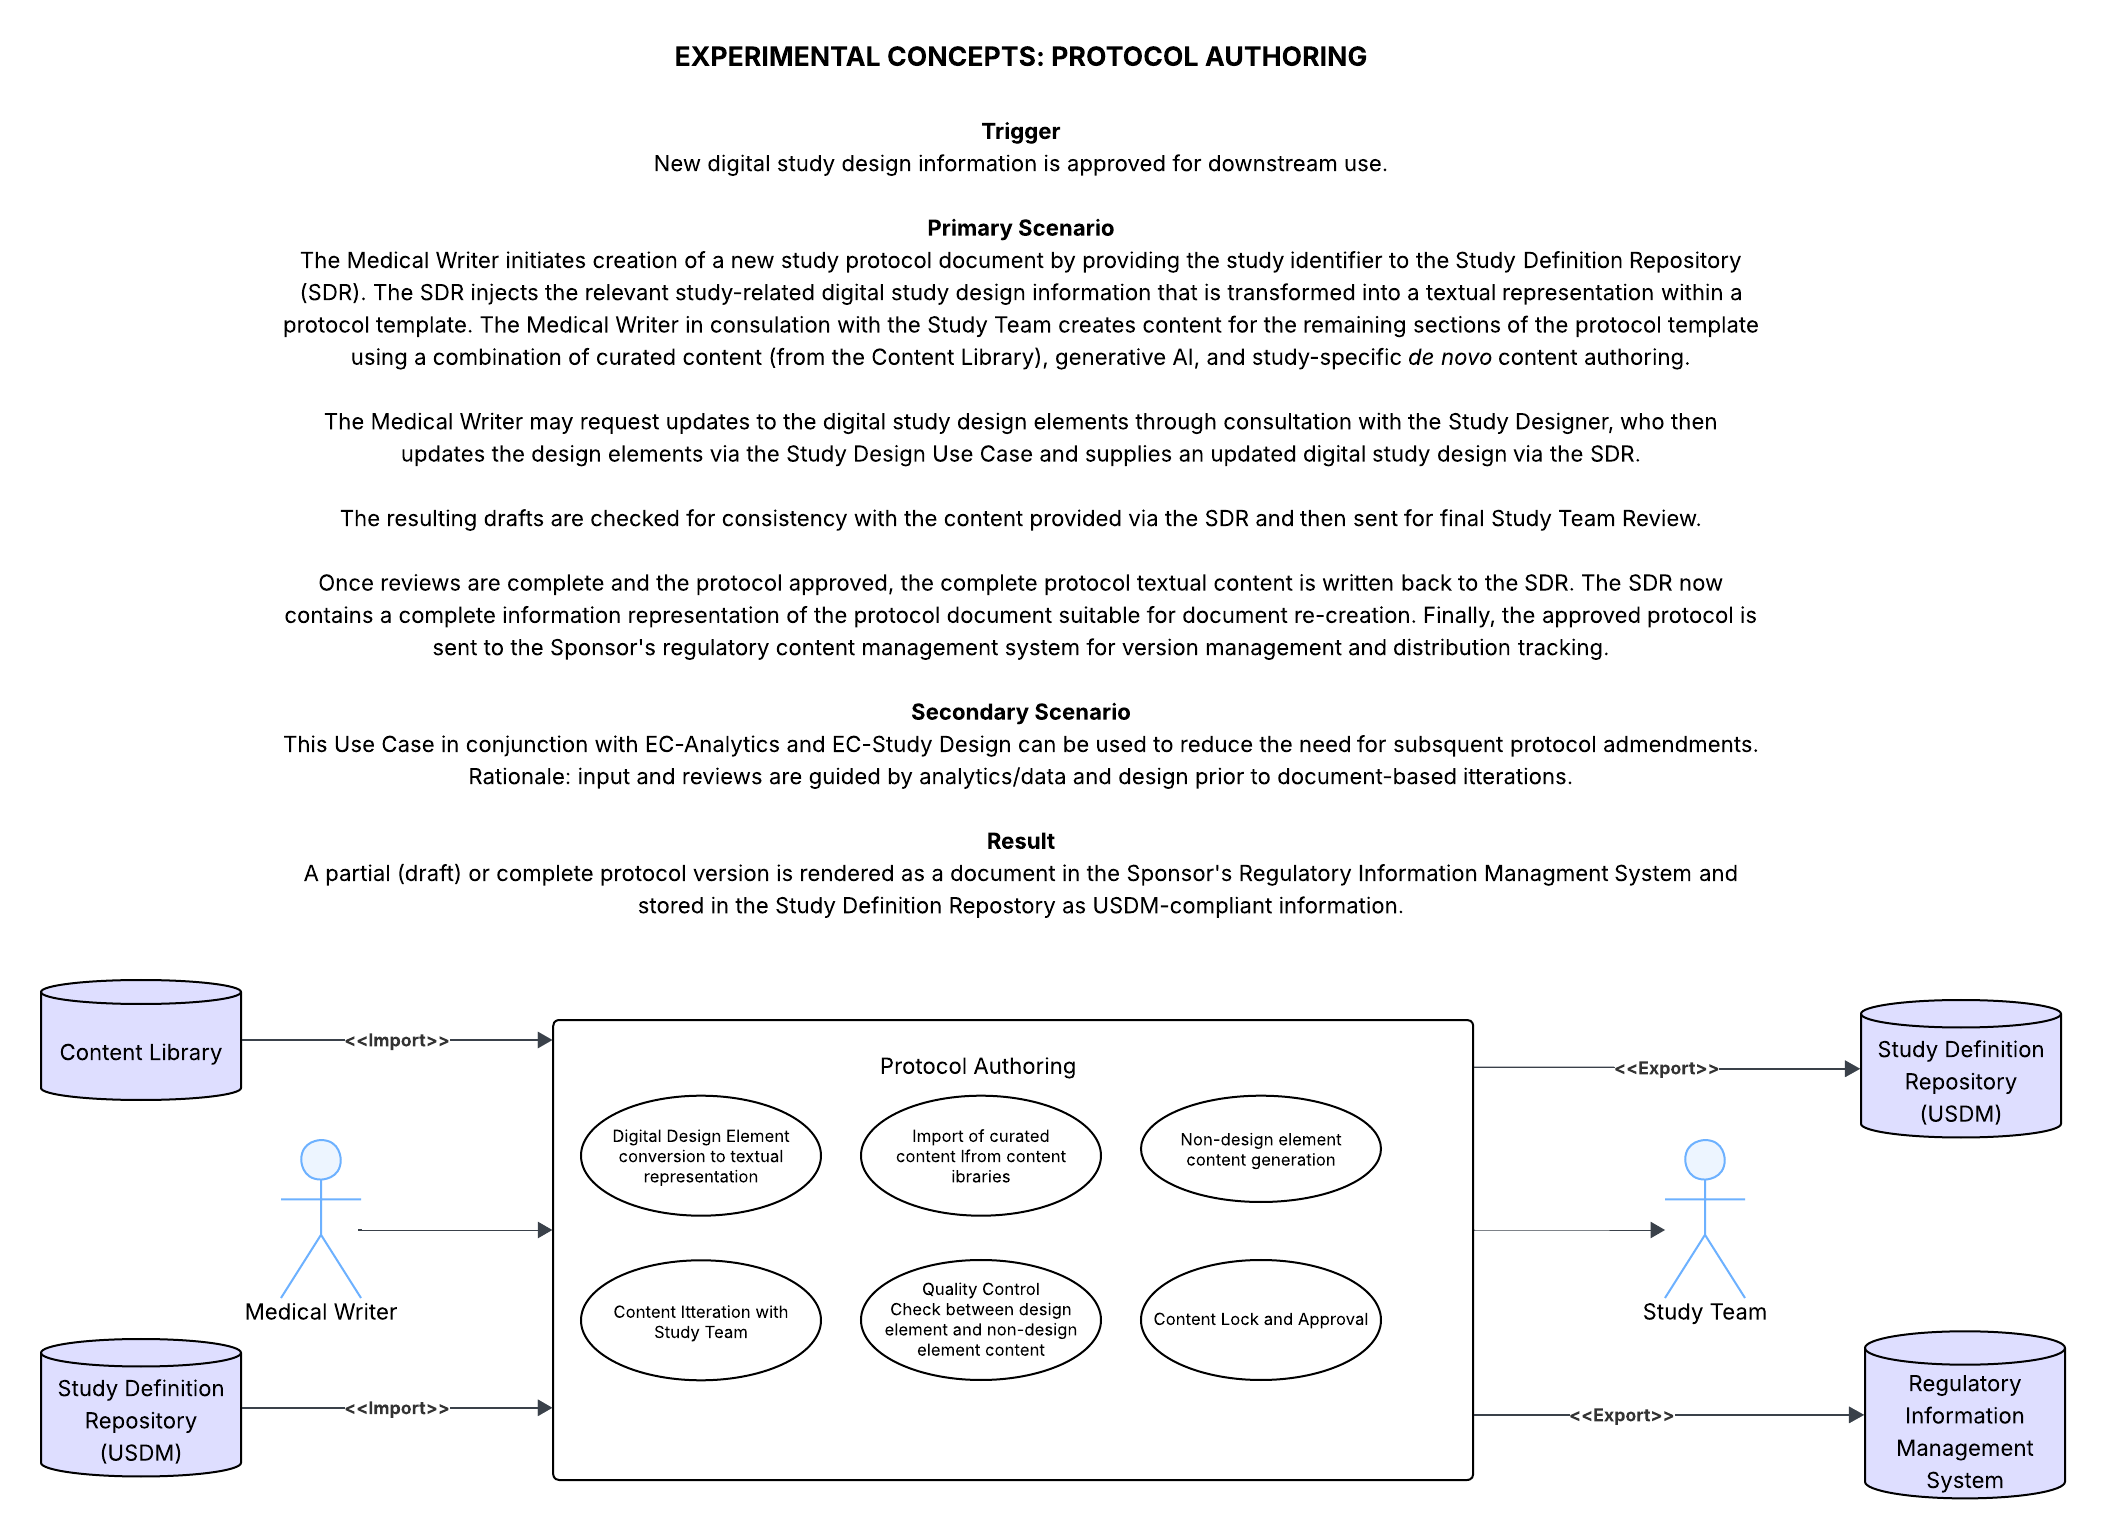 EXPERIMENTAL CONCEPTS: PROTOCOL AUTHORING
Trigger
New digital study design information is approved for downstream use.
Primary Scenario
The Medical Writer initiates creation of a new study protocol document by providing the study identifier to the Study Definition Repository
(SDR). The SDR injects the relevant study-related digital study design information that is transformed into a textual representation within a
protocol template. The Medical Writer in consulation with the Study Team creates content for the remaining sections of the protocol template
using a combination of curated content (from the Content Library), generative AI, and study-specific de novo content authoring.
The Medical Writer may request updates to the digital study design elements through consultation with the Study Designer, who then
updates the design elements via the Study Design Use Case and supplies an updated digital study design via the SDR.
The resulting drafts are checked for consistency with the content provided via the SDR and then sent for final Study Team Review.
Once reviews are complete and the protocol approved, the complete protocol textual content is written back to the SDR. The SDR now
contains a complete information representation of the protocol document suitable for document re-creation. Finally, the approved protocol is
sent to the Sponsor's regulatory content management system for version management and distribution tracking.
Secondary Scenario
This Use Case in conjunction with EC-Analytics and EC-Study Design can be used to reduce the need for subsquent protocol admendments.
Rationale: input and reviews are guided by analytics/data and design prior to document-based itterations.
Result
A partial (draft) or complete protocol version is rendered as a document in the Sponsor's Regulatory Information Managment System and
stored in the Study Definition Repostory as USDM-compliant information.
Content Library
<<Import>>
Medical Writer
Study Definition
Repository
(USDM)
<<Import>>
Protocol Authoring
Digital Design Element
conversion to textual
representation
Import of curated
content lfrom content
ibraries
Non-design element
content generation
Content Itteration with
Study Team
Quality Control
Check between design
element and non-design
element content
Content Lock and Approval
<<Export>>
Study Definition
Repository
(USDM)
Study Team
<<Export>>
Regulatory
Information
Management
System